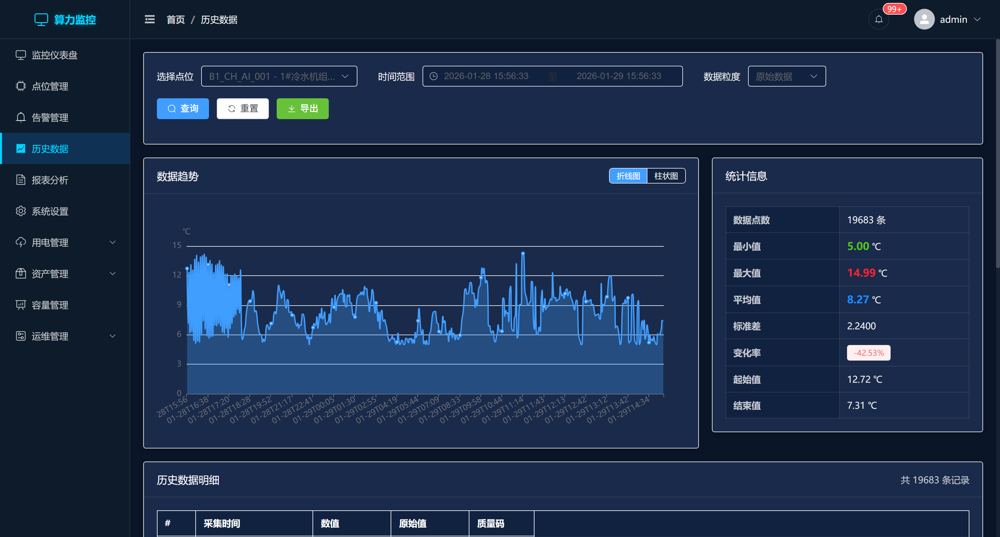 算力监控
首页 / 历史数据
99+
admin
监控仪表盘
点位管理
告警管理
历史数据
报表分析
系统设置
用电管理
资产管理
容量管理
运维管理
选择点位 B1_CH_AI_001 - 1#冷水机组... 时间范围 2026-01-28 15:56:33 至 2026-01-29 15:56:33 数据粒度 原始数据
查询 重置 导出
数据趋势 折线图 柱状图
℃
15
12
9
6
3
0
28T15:56 01-28T16:38 01-28T17:20 01-28T18:28 01-28T19:52 01-28T21:17 01-28T22:41 01-29T00:05 01-29T01:30 01-29T02:55 01-29T04:19 01-29T05:44 01-29T07:09 01-29T08:33 01-29T09:58 01-29T10:44 01-29T11:14 01-29T11:43 01-29T12:13 01-29T12:42 01-29T13:12 01-29T13:42 01-29T14:34
统计信息
数据点数 19683 条
最小值 5.00 ℃
最大值 14.99 ℃
平均值 8.27 ℃
标准差 2.2400
变化率 -42.53%
起始值 12.72 ℃
结束值 7.31 ℃
历史数据明细 共 19683 条记录
# 采集时间 数值 原始值 质量码